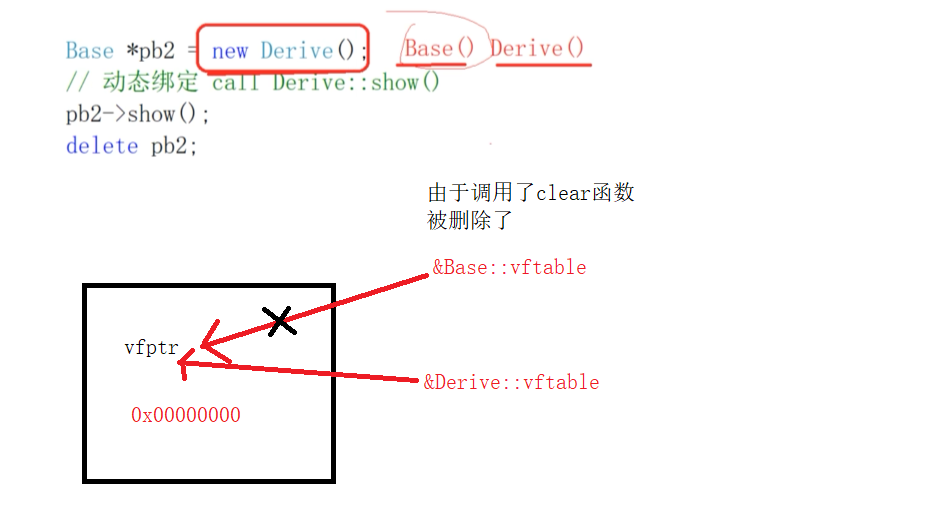 Base *pb2 = new Derive(); Base() Derive()
// 动态绑定 call Derive::show()
pb2->show();
delete pb2;
由于调用了clear函数
被删除了
&Base::vftable
vfptr
&Derive::vftable
0x00000000